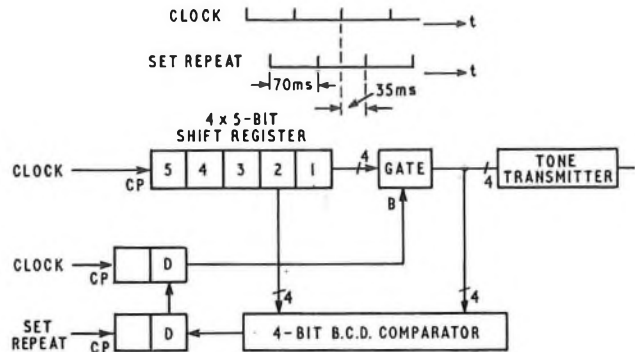 CLOCK
t
SET REPEAT
t
70ms
35ms
4 x 5-BIT
SHIFT REGISTER
CLOCK
CP
5 4 3 2 1
4
GATE
B
4
TONE
TRANSMITTER
CLOCK
CP
D
4
4
SET
REPEAT
CP
D
4-BIT B.C.D. COMPARATOR